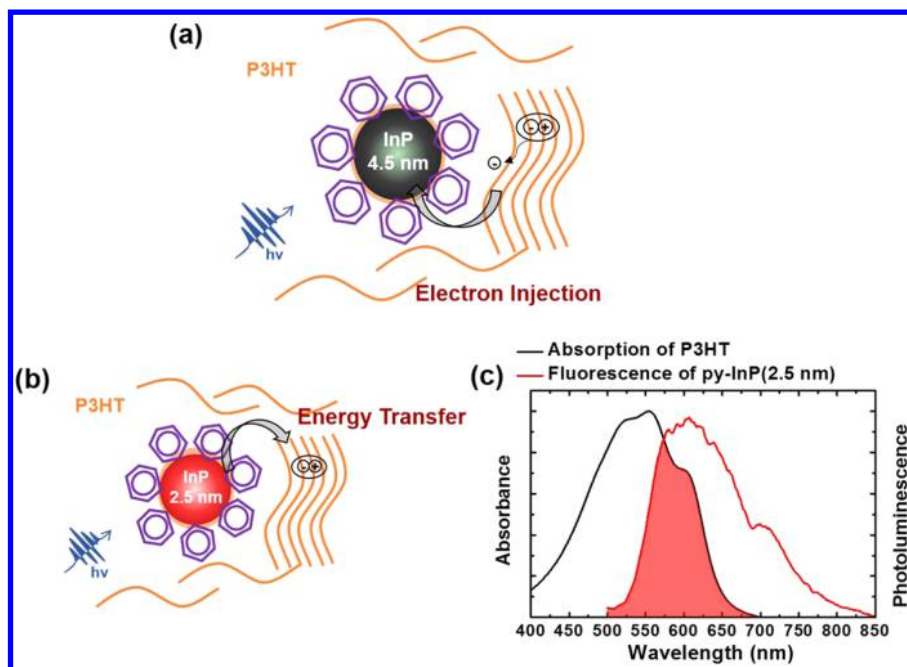 (a)
P3HT
InP
4.5 nm
- +
-
hv
Electron Injection
(b)
P3HT
Energy Transfer
InP
2.5 nm
- +
hv
(c)
Absorption of P3HT
Fluorescence of py-InP(2.5 nm)
Absorbance
Photoluminescence
400 450 500 550 600 650 700 750 800 850
Wavelength (nm)